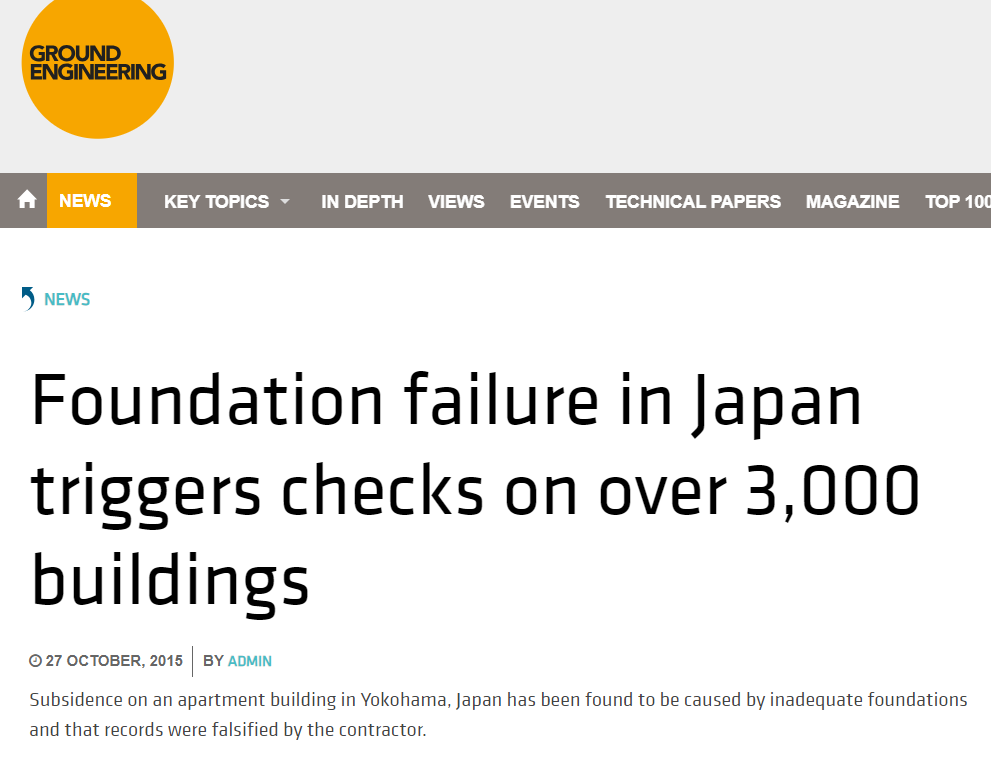 GROUND
ENGINEERING
NEWS KEY TOPICS IN DEPTH VIEWS EVENTS TECHNICAL PAPERS MAGAZINE TOP 100
NEWS
Foundation failure in Japan
triggers checks on over 3,000
buildings
27 OCTOBER, 2015 BY ADMIN
Subsidence on an apartment building in Yokohama, Japan has been found to be caused by inadequate foundations
and that records were falsified by the contractor.